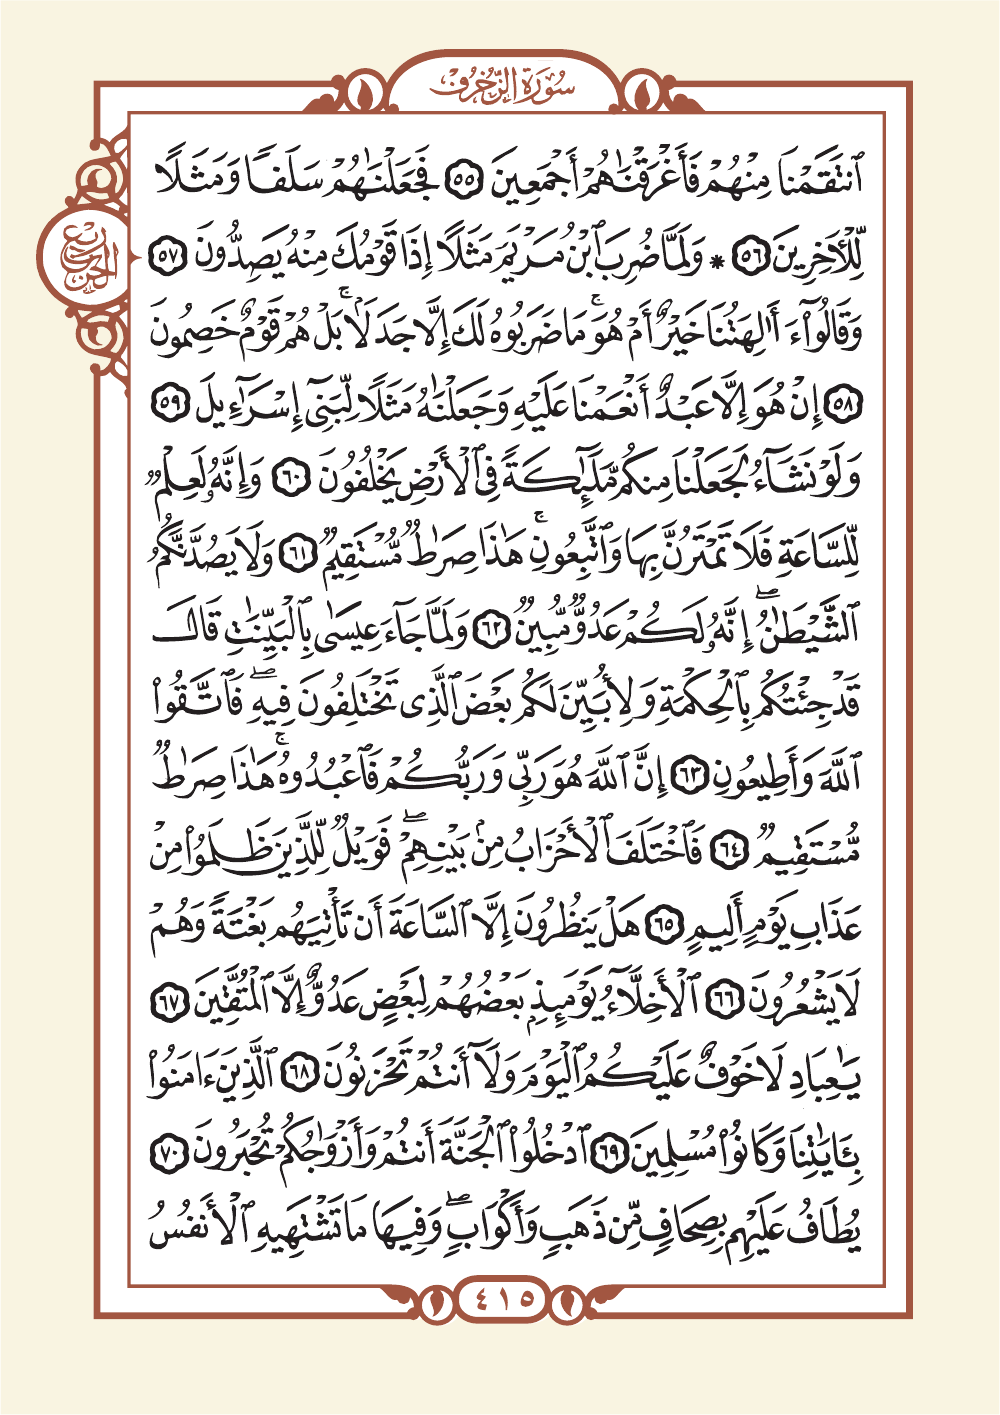 سُورَةُ الزُّخْرُفِ
ٱنتَقَمْنَا مِنْهُمْ فَأَغْرَقْنَٰهُمْ أَجْمَعِينَ ٥٥ فَجَعَلْنَٰهُمْ سَلَفًا وَمَثَلًا
لِّلْءَاخِرِينَ ٥٦ * وَلَمَّا ضُرِبَ ٱبْنُ مَرْيَمَ مَثَلًا إِذَا قَوْمُكَ مِنْهُ يَصِدُّونَ ٥٧
وَقَالُوٓاْ ءَأَٰلِهَتُنَا خَيْرٌ أَمْ هُوَۚ مَا ضَرَبُوهُ لَكَ إِلَّا جَدَلَۢاۚ بَلْ هُمْ قَوْمٌ خَصِمُونَ
٥٨ إِنْ هُوَ إِلَّا عَبْدٌ أَنْعَمْنَا عَلَيْهِ وَجَعَلْنَٰهُ مَثَلًا لِّبَنِىٓ إِسْرَٰٓءِيلَ ٥٩
وَلَوْ نَشَآءُ لَجَعَلْنَا مِنكُم مَّلَٰٓئِكَةً فِى ٱلْأَرْضِ يَخْلُفُونَ ٦٠ وَإِنَّهُۥ لَعِلْمٌ
لِّلسَّاعَةِ فَلَا تَمْتَرُنَّ بِهَا وَٱتَّبِعُونِۚ هَٰذَا صِرَٰطٌ مُّسْتَقِيمٌ ٦١ وَلَا يَصُدَّنَّكُمُ
ٱلشَّيْطَٰنُۖ إِنَّهُۥ لَكُمْ عَدُوٌّ مُّبِينٌ ٦٢ وَلَمَّا جَآءَ عِيسَىٰ بِٱلْبَيِّنَٰتِ قَالَ
قَدْ جِئْتُكُم بِٱلْحِكْمَةِ وَلِأُبَيِّنَ لَكُم بَعْضَ ٱلَّذِى تَخْتَلِفُونَ فِيهِۖ فَٱتَّقُواْ
ٱللَّهَ وَأَطِيعُونِ ٦٣ إِنَّ ٱللَّهَ هُوَ رَبِّى وَرَبُّكُمْ فَٱعْبُدُوهُۚ هَٰذَا صِرَٰطٌ
مُّسْتَقِيمٌ ٦٤ فَٱخْتَلَفَ ٱلْأَحْزَابُ مِنۢ بَيْنِهِمْۖ فَوَيْلٌ لِّلَّذِينَ ظَلَمُواْ مِنْ
عَذَابِ يَوْمٍ أَلِيمٍ ٦٥ هَلْ يَنظُرُونَ إِلَّا ٱلسَّاعَةَ أَن تَأْتِيَهُم بَغْتَةً وَهُمْ
لَا يَشْعُرُونَ ٦٦ ٱلْأَخِلَّآءُ يَوْمَئِذٍۭ بَعْضُهُمْ لِبَعْضٍ عَدُوٌّ إِلَّا ٱلْمُتَّقِينَ ٦٧
يَٰعِبَادِ لَا خَوْفٌ عَلَيْكُمُ ٱلْيَوْمَ وَلَآ أَنتُمْ تَحْزَنُونَ ٦٨ ٱلَّذِينَ ءَامَنُواْ
بِـَٔايَٰتِنَا وَكَانُواْ مُسْلِمِينَ ٦٩ ٱدْخُلُواْ ٱلْجَنَّةَ أَنتُمْ وَأَزْوَٰجُكُمْ تُحْبَرُونَ ٧٠
يُطَافُ عَلَيْهِم بِصِحَافٍ مِّن ذَهَبٍ وَأَكْوَابٍۖ وَفِيهَا مَا تَشْتَهِيهِ ٱلْأَنفُسُ
ربع الحزب
٤١٥